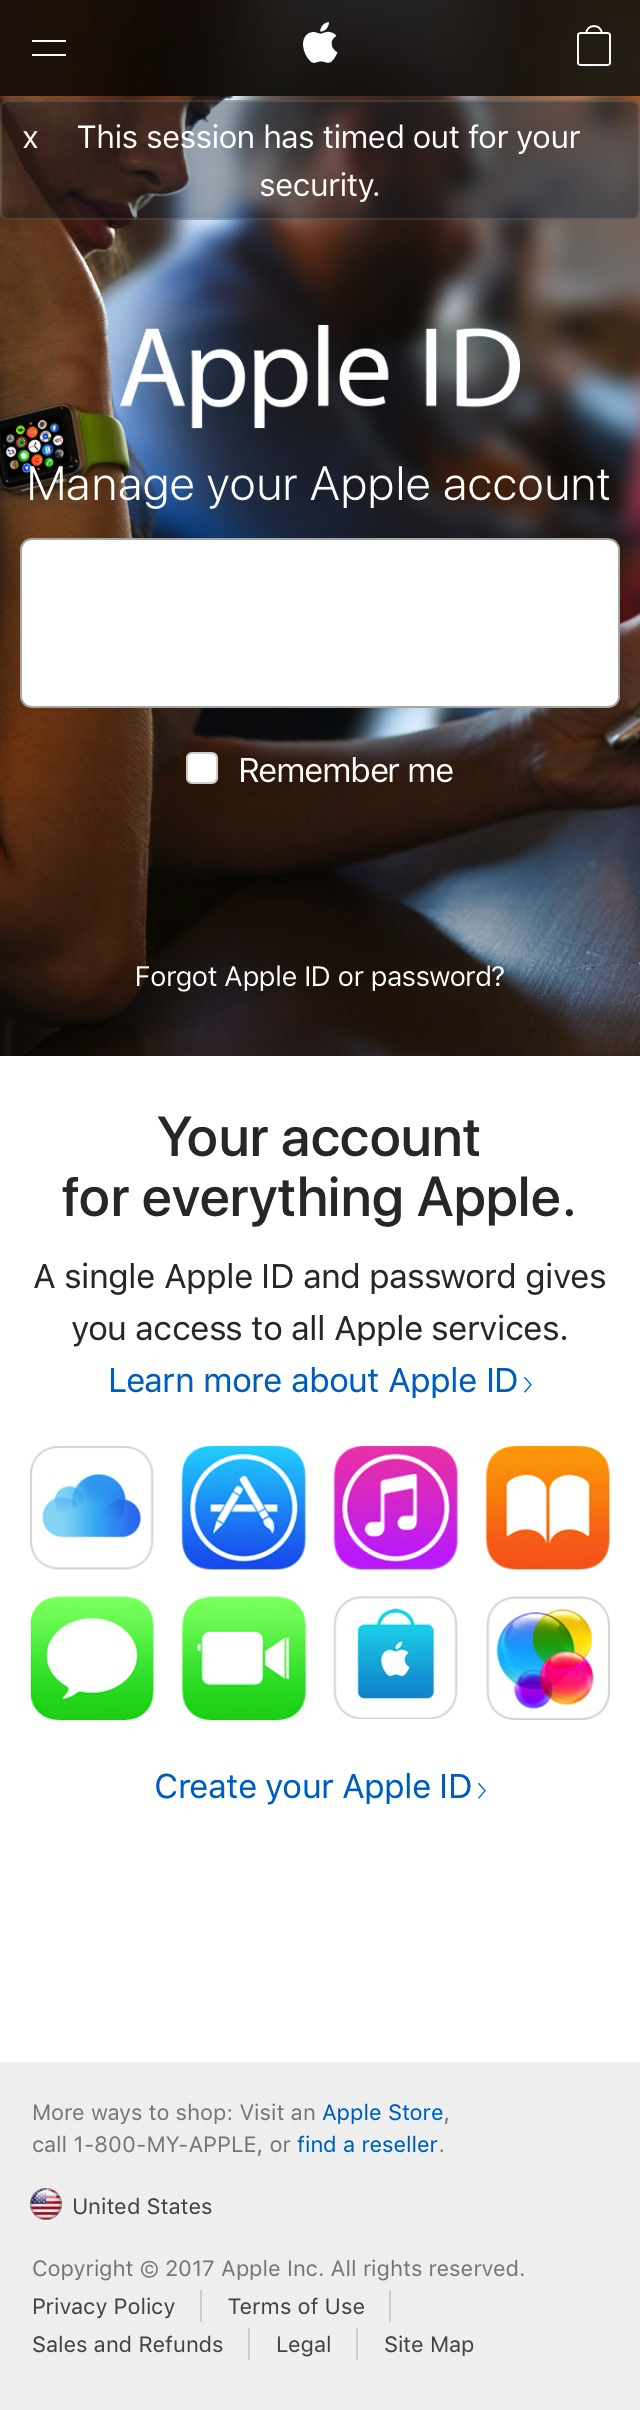 x This session has timed out for your
security.
Apple ID
Manage your Apple account
Remember me
Forgot Apple ID or password?
Your account
for everything Apple.
A single Apple ID and password gives
you access to all Apple services.
Learn more about Apple ID ›
Create your Apple ID ›
More ways to shop: Visit an Apple Store,
call 1-800-MY-APPLE, or find a reseller.
United States
Copyright © 2017 Apple Inc. All rights reserved.
Privacy Policy | Terms of Use |
Sales and Refunds | Legal | Site Map